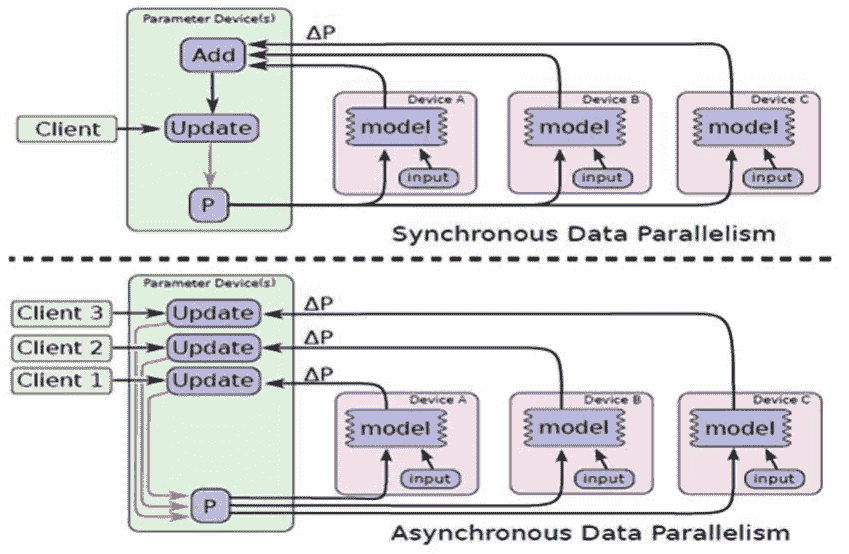 Parameter Device(s)
ΔP
Add
Device A
Device B
Device C
Client
Update
model
model
model
input
input
input
P
Synchronous Data Parallelism
Parameter Device(s)
Client 3
Update
ΔP
Client 2
Update
ΔP
Client 1
Update
ΔP
Device A
Device B
Device C
model
model
model
input
input
input
P
Asynchronous Data Parallelism